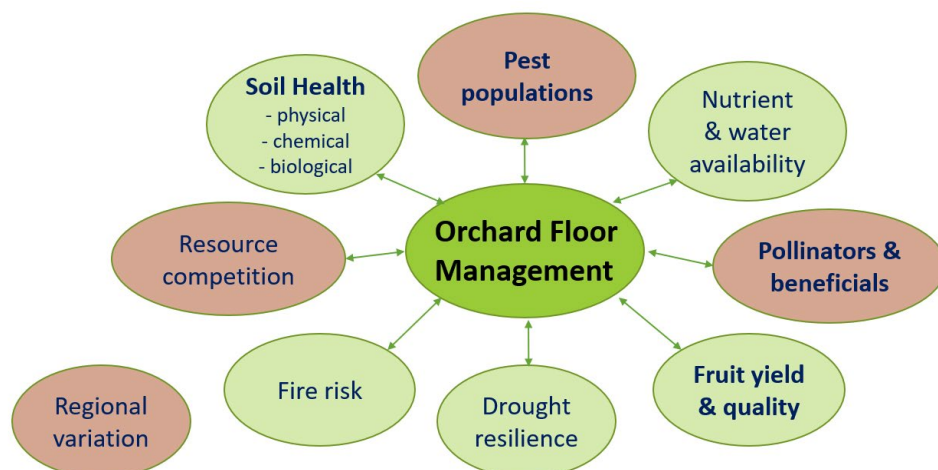 Pest
populations
Soil Health
- physical
- chemical
- biological
Nutrient
& water
availability
Orchard Floor
Management
Resource
competition
Pollinators &
beneficials
Fire risk
Drought
resilience
Fruit yield
& quality
Regional
variation